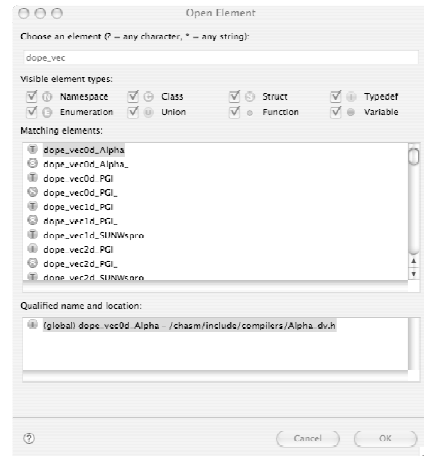 Open Element
Choose an element (? = any character, * = any string):
dope_vec
Visible element types:
N Namespace C Class S Struct T Typedef
E Enumeration U Union Function Variable
Matching elements:
T dope_vec0d_Alpha
S dope_vec0d_Alpha_
T dope_vec0d_PGI
S dope_vec0d_PGI_
T dope_vec1d_PGI
S dope_vec1d_PGI_
T dope_vec1d_SUNWspro
T dope_vec2d_PGI
S dope_vec2d_PGI_
T dope_vec2d_SUNWspro
Qualified name and location:
(global) dope_vec0d_Alpha - /chasm/include/compilers/Alpha_dv.h
? Cancel OK